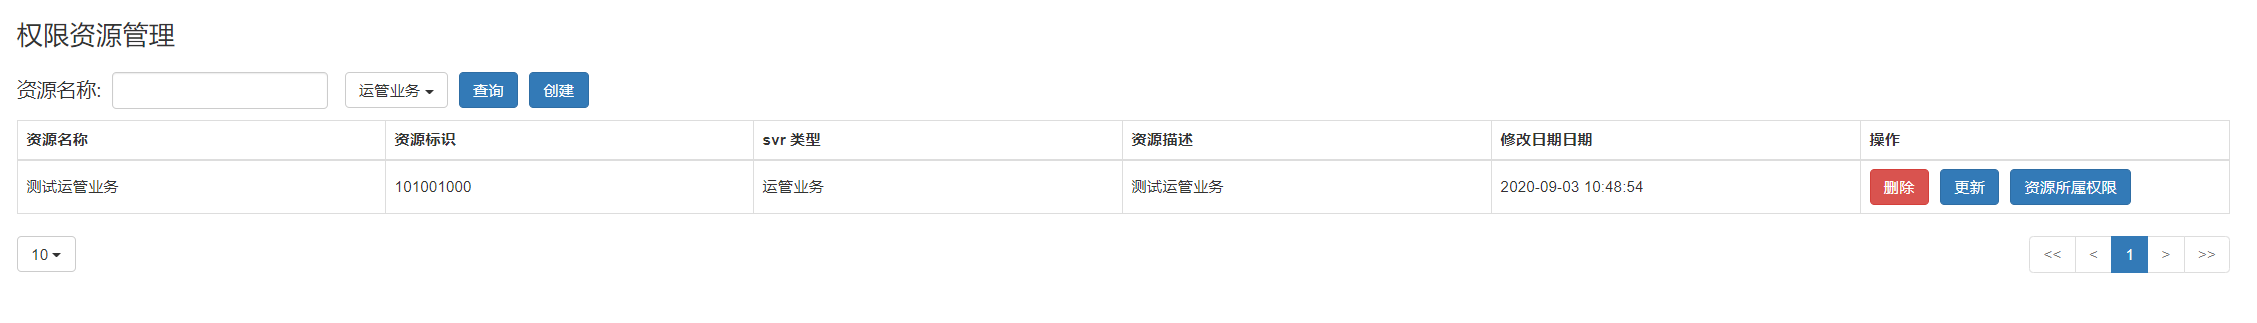 权限资源管理
资源名称: 运管业务 查询 创建
资源名称 资源标识 svr 类型 资源描述 修改日期日期 操作
测试运管业务 101001000 运管业务 测试运管业务 2020-09-03 10:48:54 删除 更新 资源所属权限
10 << < 1 > >>